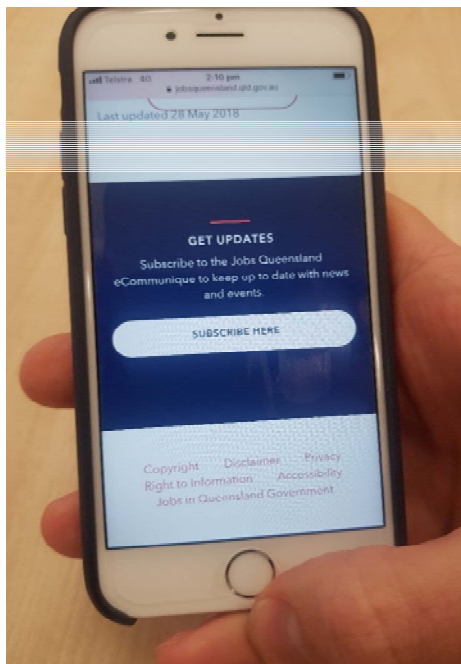 Telstra 4G 2:10 pm
jobsqueensland.qld.gov.au
Last updated 28 May 2018
GET UPDATES
Subscribe to the Jobs Queensland
eCommunique to keep up to date with news
and events.
SUBSCRIBE HERE
Copyright Disclaimer Privacy
Right to Information Accessibility
Jobs in Queensland Government